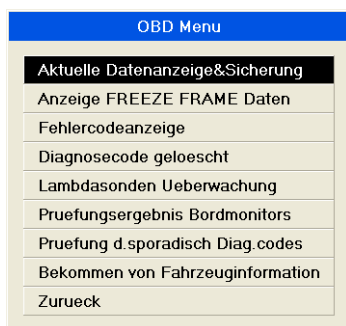 OBD Menu
Aktuelle Datenanzeige&Sicherung
Anzeige FREEZE FRAME Daten
Fehlercodeanzeige
Diagnosecode geloescht
Lambdasonden Ueberwachung
Pruefungsergebnis Bordmonitors
Pruefung d.sporadisch Diag.codes
Bekommen von Fahrzeuginformation
Zurueck